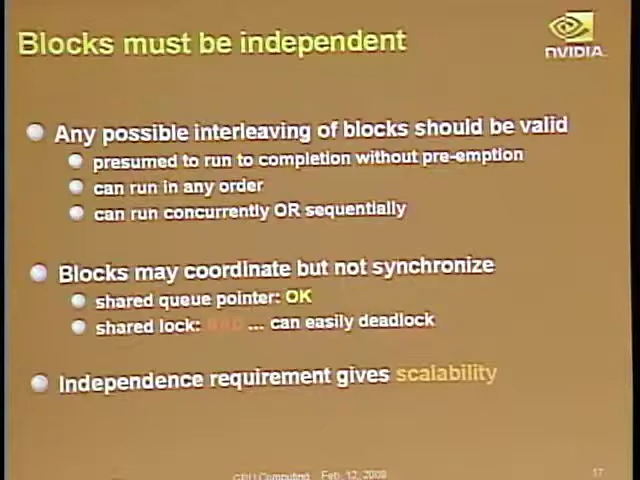 Blocks must be independent
NVIDIA
Any possible interleaving of blocks should be valid
presumed to run to completion without pre-emption
can run in any order
can run concurrently OR sequentially
Blocks may coordinate but not synchronize
shared queue pointer: OK
shared lock: BAD ... can easily deadlock
Independence requirement gives scalability
GPU Computing Feb. 12, 2009
17